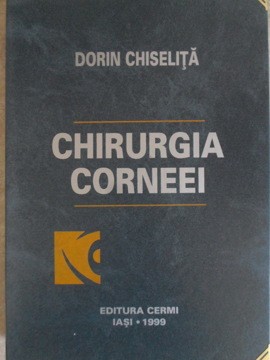 DORIN CHISELIȚĂ
CHIRURGIA
CORNEEI
EDITURA CERMI
IAȘI • 1999